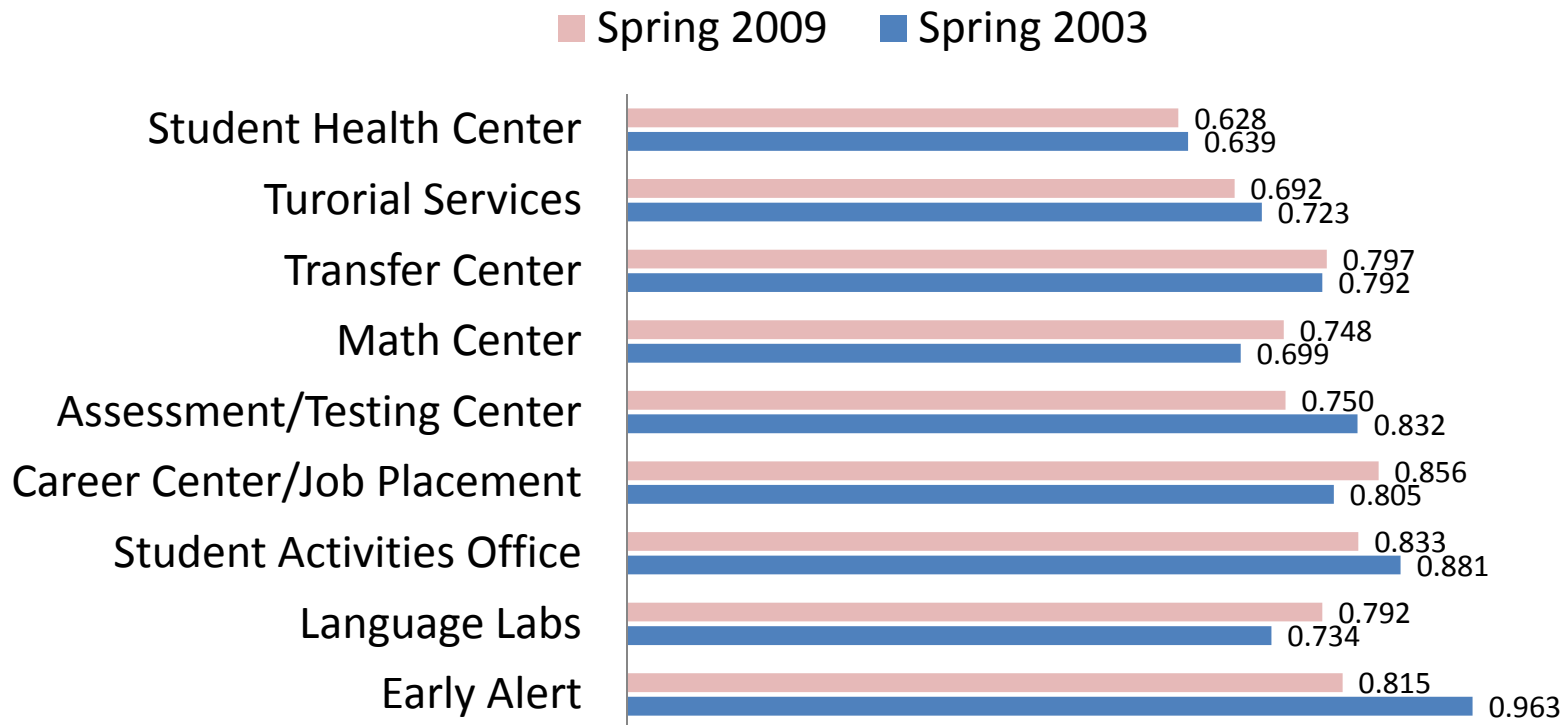 Spring 2009 Spring 2003
Student Health Center 0.628
0.639
Turorial Services 0.692
0.723
Transfer Center 0.797
0.792
Math Center 0.748
0.699
Assessment/Testing Center 0.750
0.832
Career Center/Job Placement 0.856
0.805
Student Activities Office 0.833
0.881
Language Labs 0.792
0.734
Early Alert 0.815
0.963